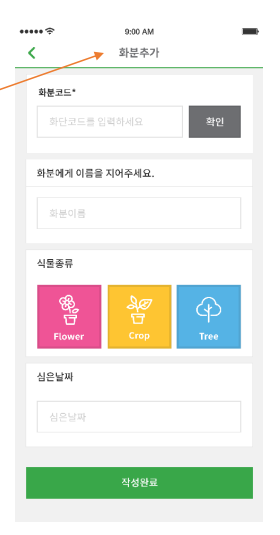 9:00 AM
화분추가
화분코드*
화단코드를 입력하세요
확인
화분에게 이름을 지어주세요.
화분이름
식물종류
Flower
Crop
Tree
심은날짜
심은날짜
작성완료